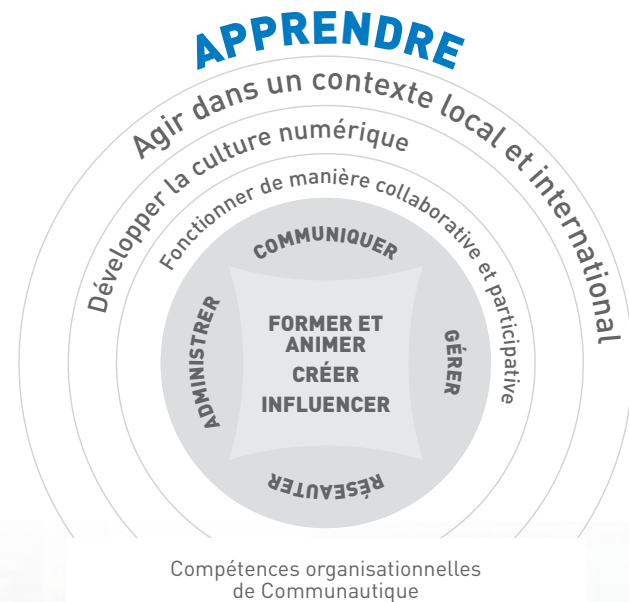 APPRENDRE
Agir dans un contexte local et international
Développer la culture numérique
Fonctionner de manière collaborative et participative
COMMUNIQUER
ADMINISTRER
FORMER ET
ANIMER
CRÉER
INFLUENCER
GÉRER
RÉSEAUTER
Compétences organisationnelles
de Communautique